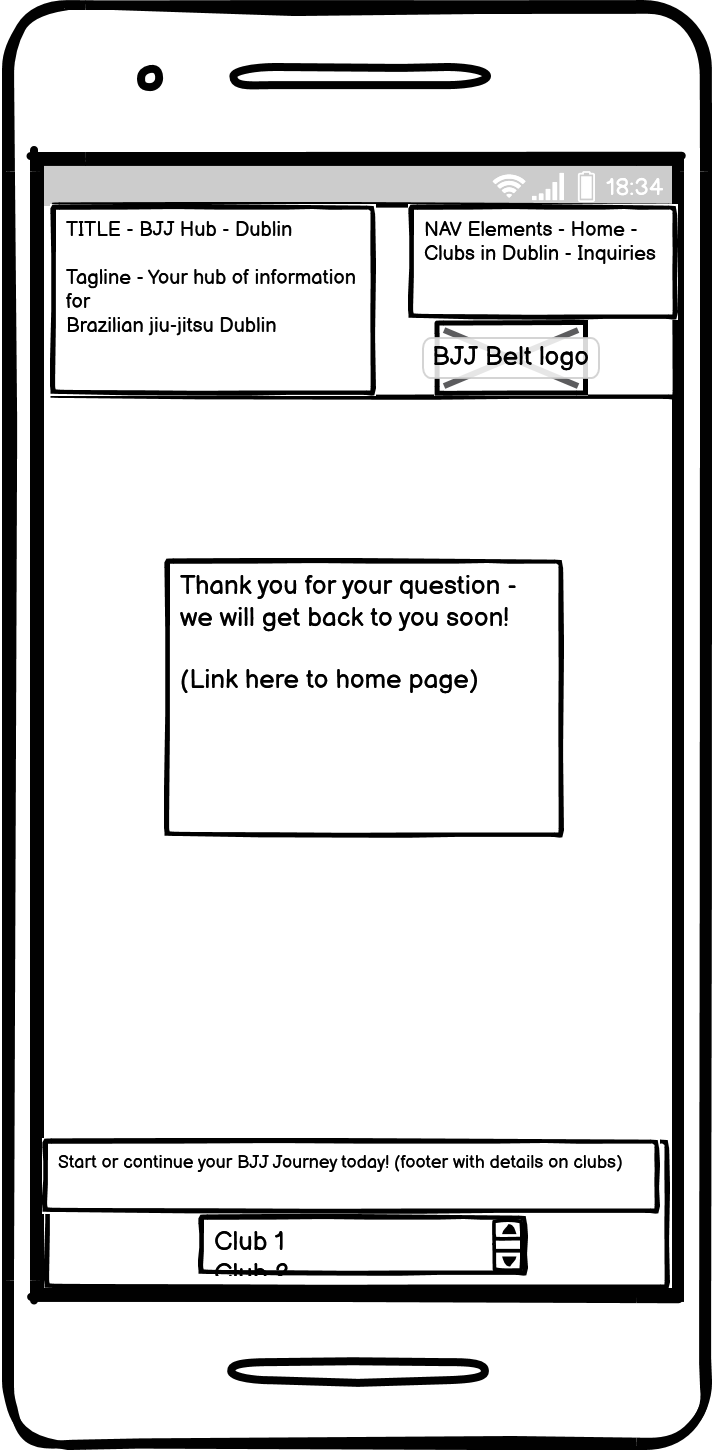 18:34
TITLE - BJJ Hub - Dublin
Tagline - Your hub of information
for
Brazilian jiu-jitsu Dublin
NAV Elements - Home -
Clubs in Dublin - Inquiries
BJJ Belt logo
Thank you for your question -
we will get back to you soon!
(Link here to home page)
Start or continue your BJJ Journey today! (footer with details on clubs)
Club 1
Club